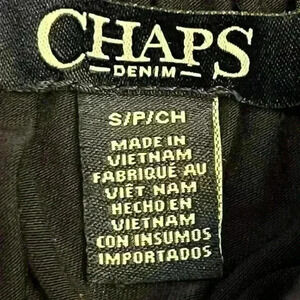 CHAPS
DENIM
S/P/CH
MADE IN
VIETNAM
FABRIQUÉ AU
VIÊT NAM
HECHO EN
VIETNAM
CON INSUMOS
IMPORTADOS